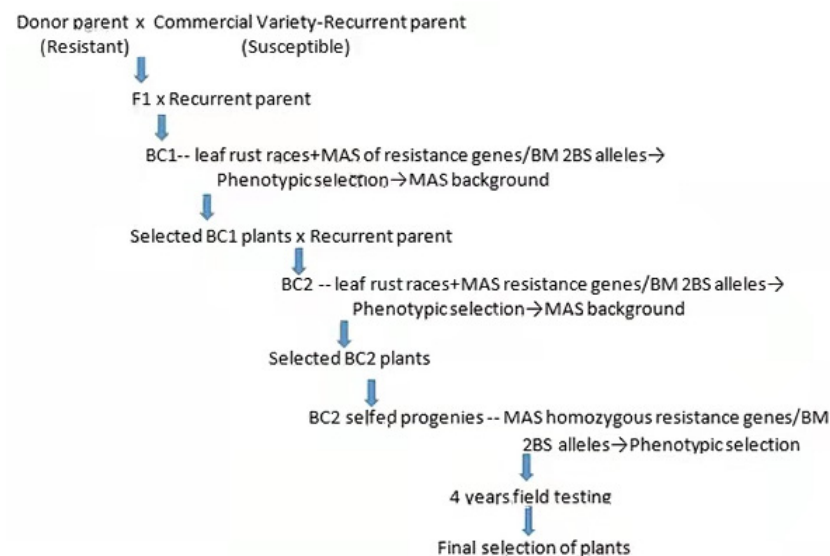 Donor parent x Commercial Variety-Recurrent parent
(Resistant) (Susceptible)
F1 x Recurrent parent
BC1-- leaf rust races+MAS of resistance genes/BM 2BS alleles→
Phenotypic selection→MAS background
Selected BC1 plants x Recurrent parent
BC2 -- leaf rust races+MAS resistance genes/BM 2BS alleles→
Phenotypic selection→MAS background
Selected BC2 plants
BC2 selfed progenies -- MAS homozygous resistance genes/BM
2BS alleles→Phenotypic selection
4 years field testing
Final selection of plants